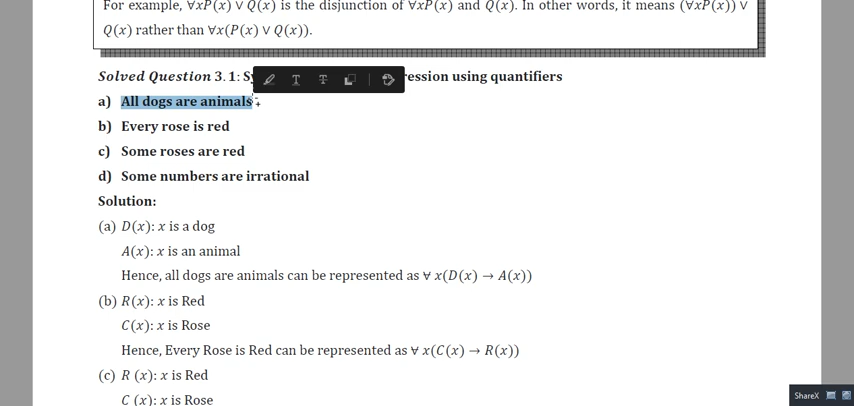 For example, ∀xP(x) ∨ Q(x) is the disjunction of ∀xP(x) and Q(x). In other words, it means (∀xP(x)) ∨
Q(x) rather than ∀x(P(x) ∨ Q(x)).
Solved Question 3.1: ression using quantifiers
a) All dogs are animals
b) Every rose is red
c) Some roses are red
d) Some numbers are irrational
Solution:
(a) D(x): x is a dog
A(x): x is an animal
Hence, all dogs are animals can be represented as ∀ x(D(x) → A(x))
(b) R(x): x is Red
C(x): x is Rose
Hence, Every Rose is Red can be represented as ∀ x(C(x) → R(x))
(c) R (x): x is Red
C (x): x is Rose
ShareX